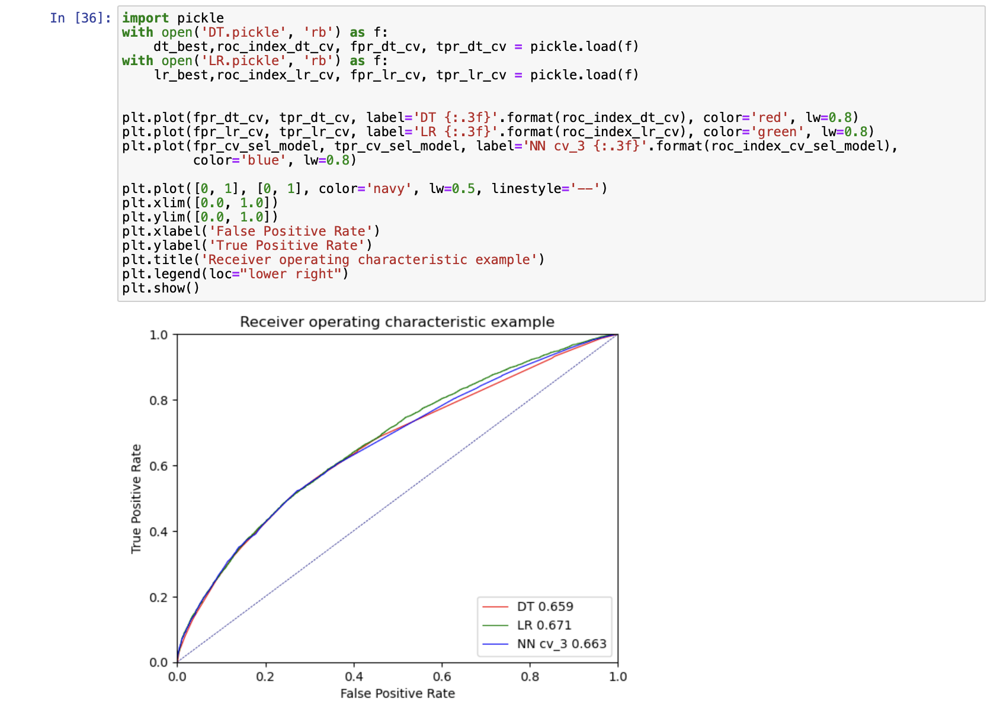 In [36]:
import pickle
with open('DT.pickle', 'rb') as f:
    dt_best,roc_index_dt_cv, fpr_dt_cv, tpr_dt_cv = pickle.load(f)
with open('LR.pickle', 'rb') as f:
    lr_best,roc_index_lr_cv, fpr_lr_cv, tpr_lr_cv = pickle.load(f)
plt.plot(fpr_dt_cv, tpr_dt_cv, label='DT {:.3f}'.format(roc_index_dt_cv), color='red', lw=0.8)
plt.plot(fpr_lr_cv, tpr_lr_cv, label='LR {:.3f}'.format(roc_index_lr_cv), color='green', lw=0.8)
plt.plot(fpr_cv_sel_model, tpr_cv_sel_model, label='NN cv_3 {:.3f}'.format(roc_index_cv_sel_model),
         color='blue', lw=0.8)
plt.plot([0, 1], [0, 1], color='navy', lw=0.5, linestyle='--')
plt.xlim([0.0, 1.0])
plt.ylim([0.0, 1.0])
plt.xlabel('False Positive Rate')
plt.ylabel('True Positive Rate')
plt.title('Receiver operating characteristic example')
plt.legend(loc="lower right")
plt.show()
Receiver operating characteristic example
1.0
0.8
0.6
0.4
0.2
0.0
True Positive Rate
DT 0.659
LR 0.671
NN cv_3 0.663
0.0 0.2 0.4 0.6 0.8 1.0
False Positive Rate